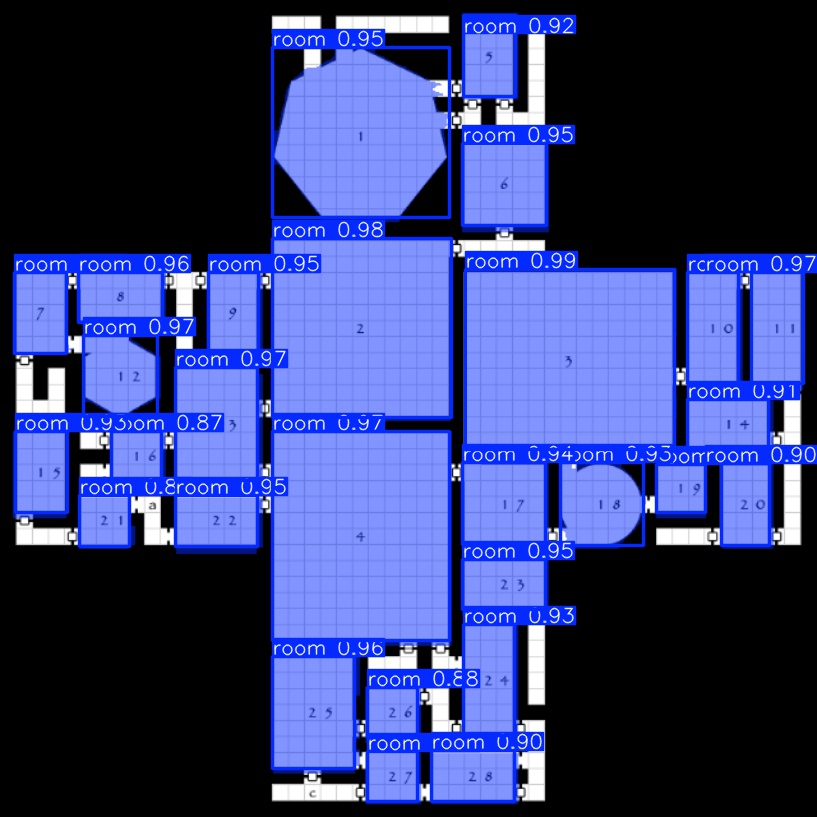 room 0.95
room 0.92
5
1
room 0.95
6
room 0.98
room 0.99
room
room 0.96
0.95
room 0.97
7
8
9
2
3
10
11
room 0.97
12
room 0.97
room 0.91
14
room 0.93
room 0.87
3
room 0.97
room 0.94
room 0.93
room
room 0.90
15
16
4
17
18
19
20
room 0.8
room 0.95
21
a
22
room 0.95
23
room 0.96
room 0.93
24
room 0.88
25
26
room
room 0.90
27
28
c